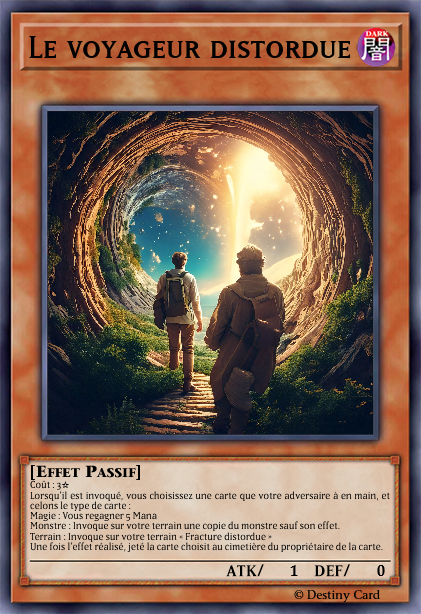 Le voyageur distordue
DARK
闇
[Effet Passif]
Coût : 3☆
Lorsqu'il est invoqué, vous choisissez une carte que votre adversaire à en main, et
celons le type de carte :
Magie : Vous regagner 5 Mana
Monstre : Invoque sur votre terrain une copie du monstre sauf son effet.
Terrain : Invoque sur votre terrain « Fracture distordue »
Une fois l'effet réalisé, jeté la carte choisit au cimetière du propriétaire de la carte.
ATK/ 1 DEF/ 0
© Destiny Card